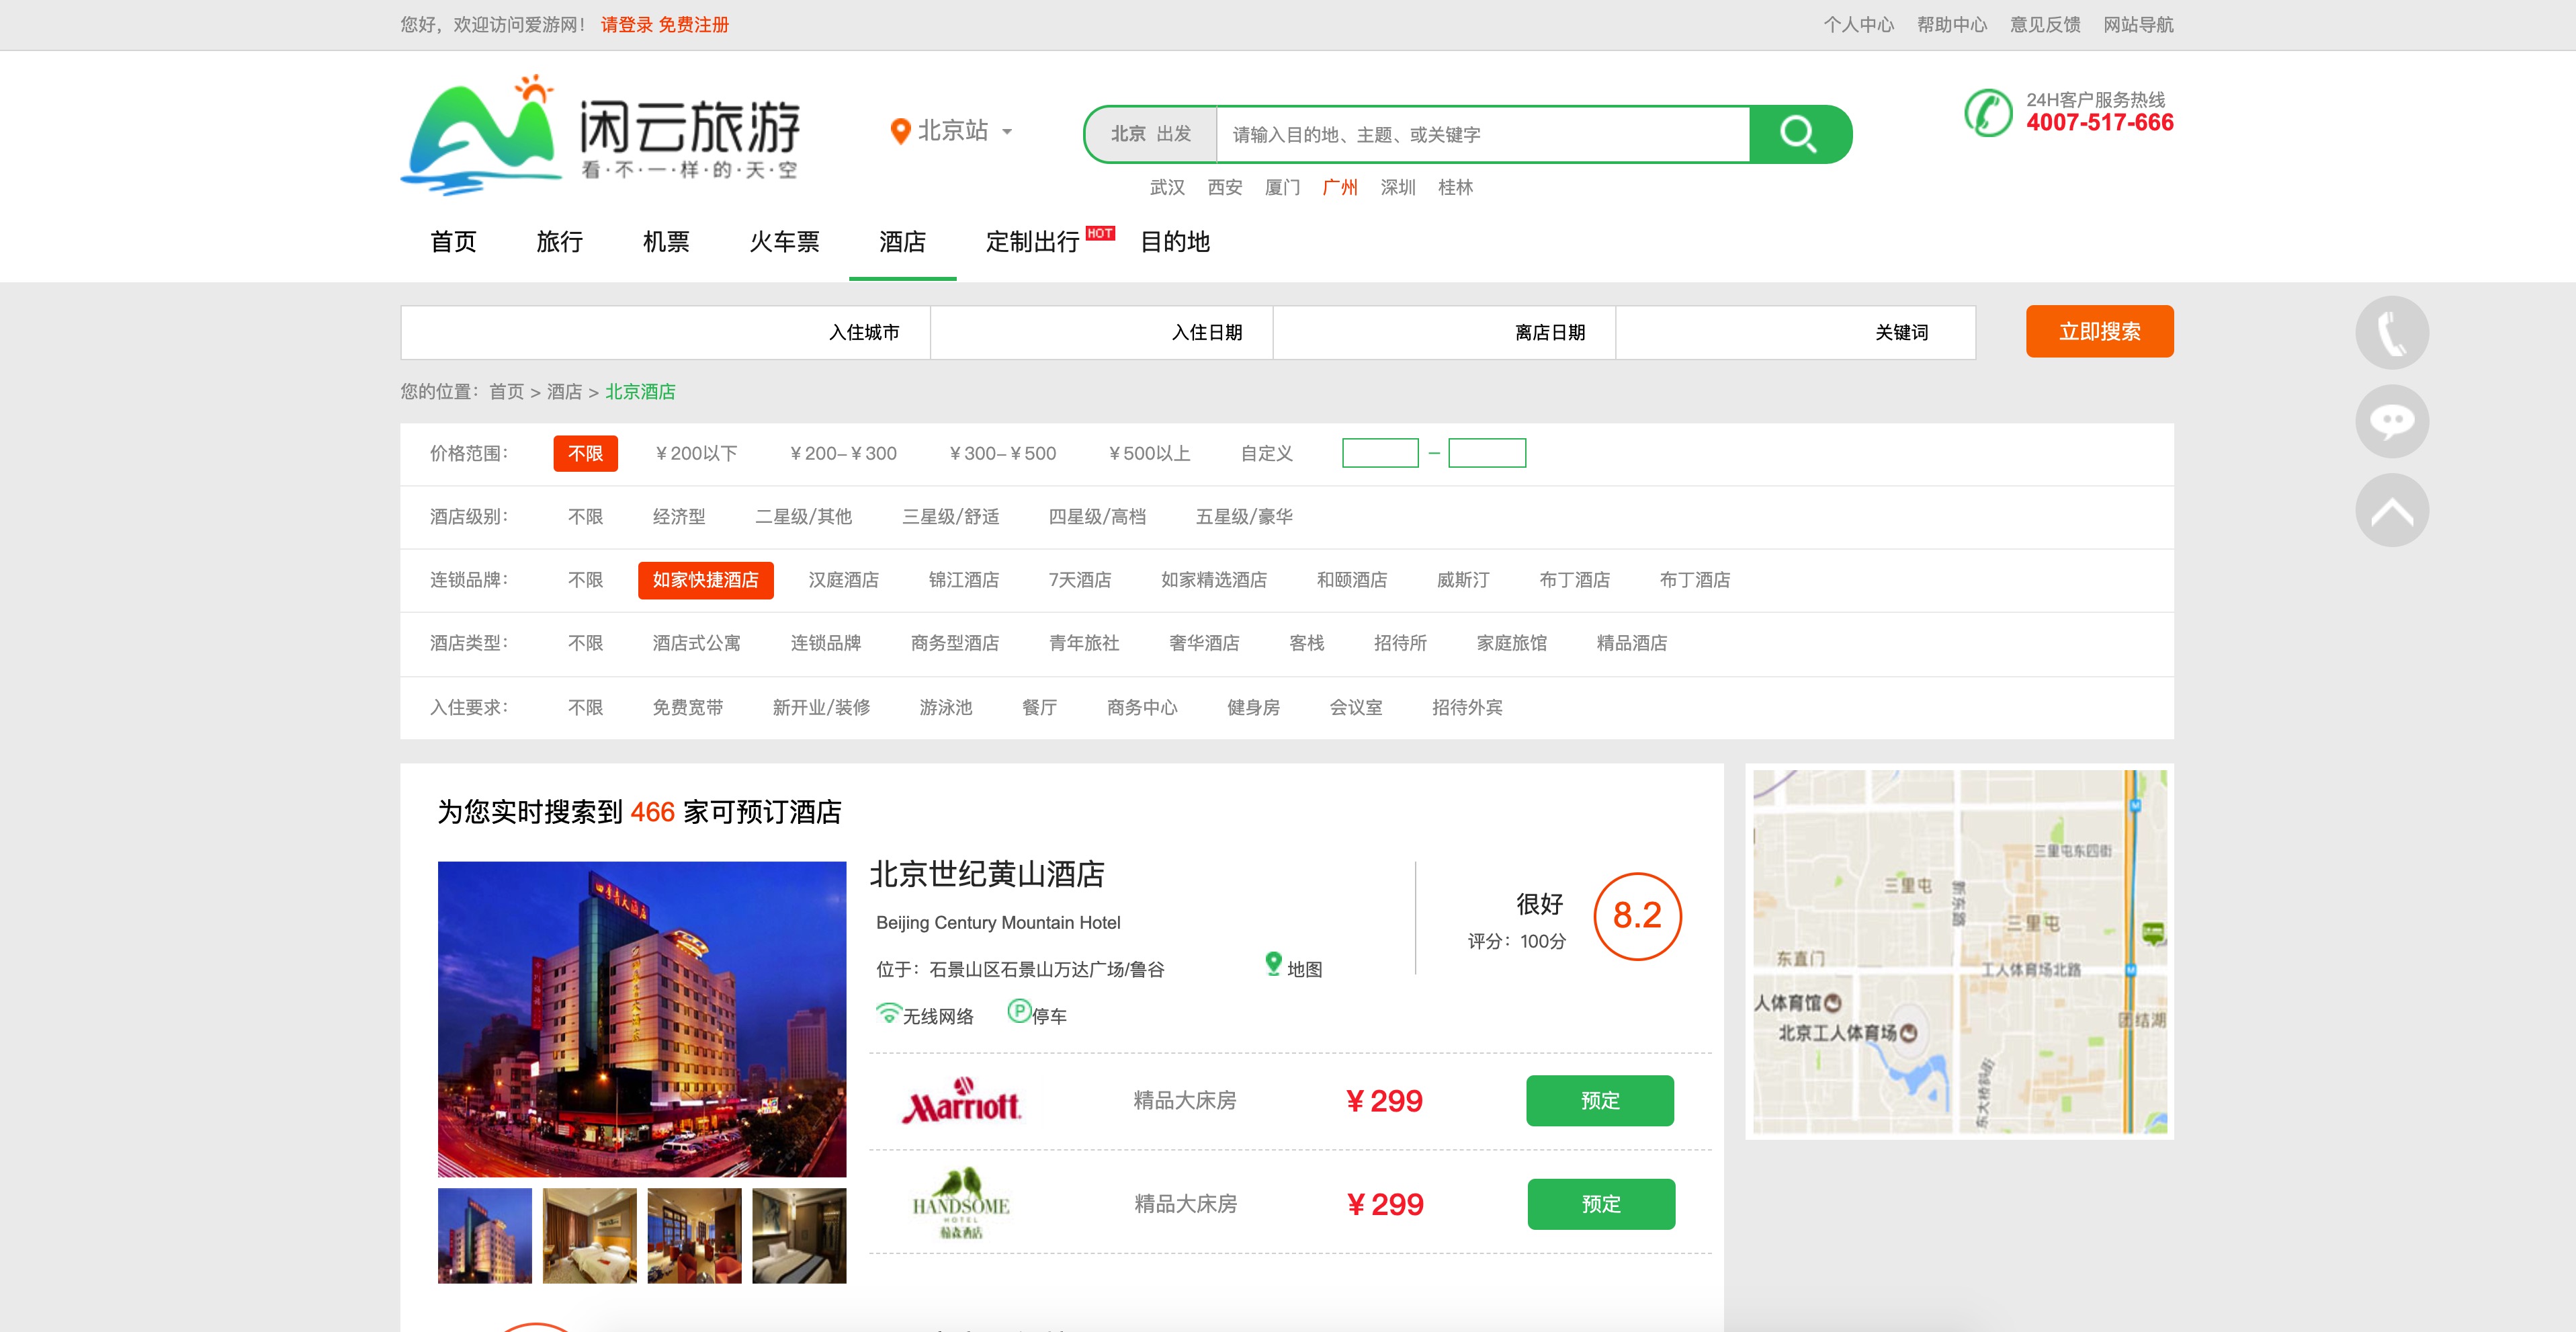 您好，欢迎访问爱游网！ 请登录 免费注册
个人中心 帮助中心 意见反馈 网站导航
闲云旅游
看·不·一·样·的·天·空
北京站
北京 出发 请输入目的地、主题、或关键字
24H客户服务热线
4007-517-666
武汉 西安 厦门 广州 深圳 桂林
首页 旅行 机票 火车票 酒店 定制出行 HOT 目的地
入住城市 入住日期 离店日期 关键词 立即搜索
您的位置：首页 > 酒店 > 北京酒店
价格范围： 不限 ¥200以下 ¥200-¥300 ¥300-¥500 ¥500以上 自定义 -
酒店级别： 不限 经济型 二星级/其他 三星级/舒适 四星级/高档 五星级/豪华
连锁品牌： 不限 如家快捷酒店 汉庭酒店 锦江酒店 7天酒店 如家精选酒店 和颐酒店 威斯汀 布丁酒店 布丁酒店
酒店类型： 不限 酒店式公寓 连锁品牌 商务型酒店 青年旅社 奢华酒店 客栈 招待所 家庭旅馆 精品酒店
入住要求： 不限 免费宽带 新开业/装修 游泳池 餐厅 商务中心 健身房 会议室 招待外宾
为您实时搜索到 466 家可预订酒店
北京世纪黄山酒店
Beijing Century Mountain Hotel
位于：石景山区石景山万达广场/鲁谷 地图
无线网络 P 停车
很好
评分：100分
8.2
Marriott 精品大床房 ¥299 预定
HANDSOME
HOTEL
翰森酒店
精品大床房 ¥299 预定
三里屯东四街
三里屯
三里屯
东直门
工人体育场北路
人体育馆
北京工人体育场
团结湖
东大桥斜街